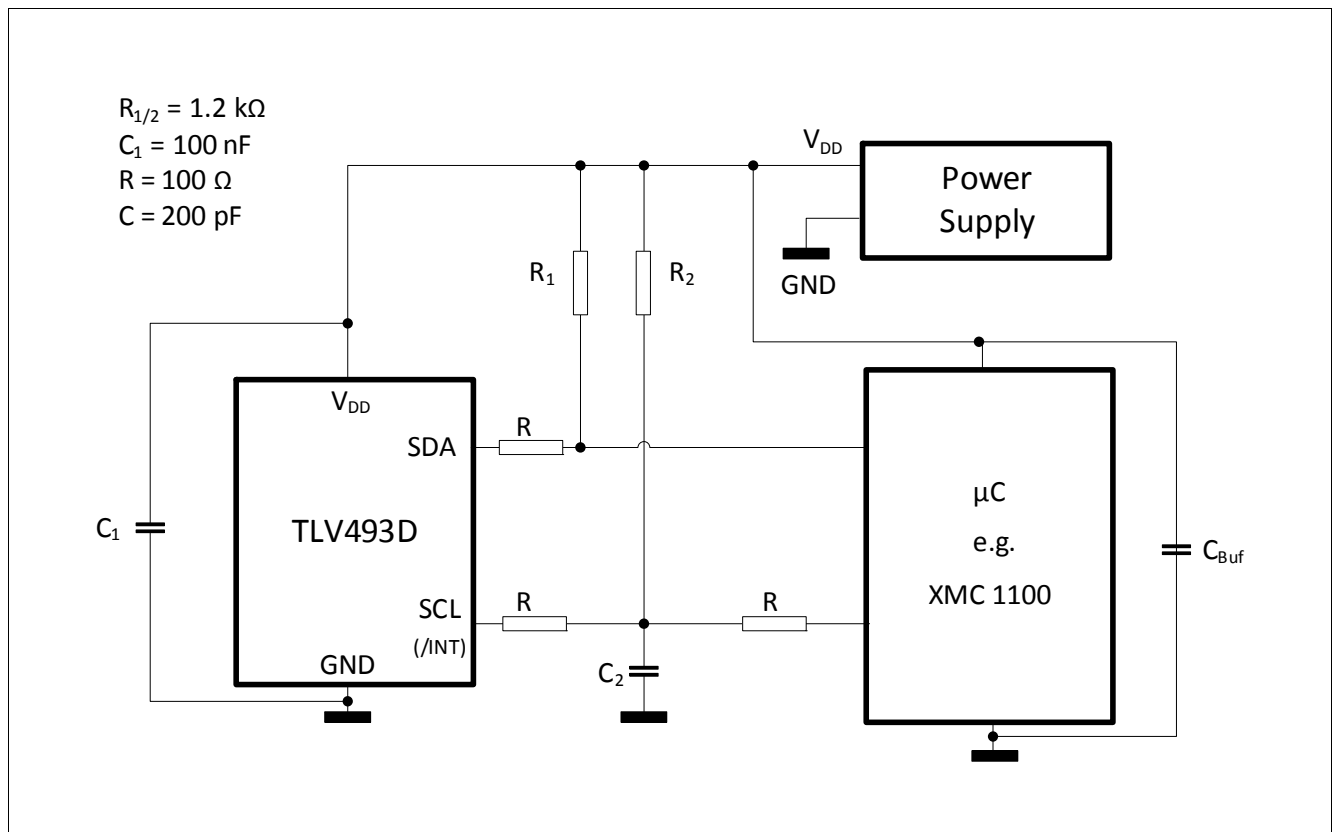 R1/2 = 1.2 kΩ
C1 = 100 nF
R = 100 Ω
C = 200 pF
VDD
Power
Supply
GND
R1
R2
VDD
SDA
R
TLV493D
C1
SCL
(/INT)
GND
R
R
C2
µC
e.g.
XMC 1100
CBuf